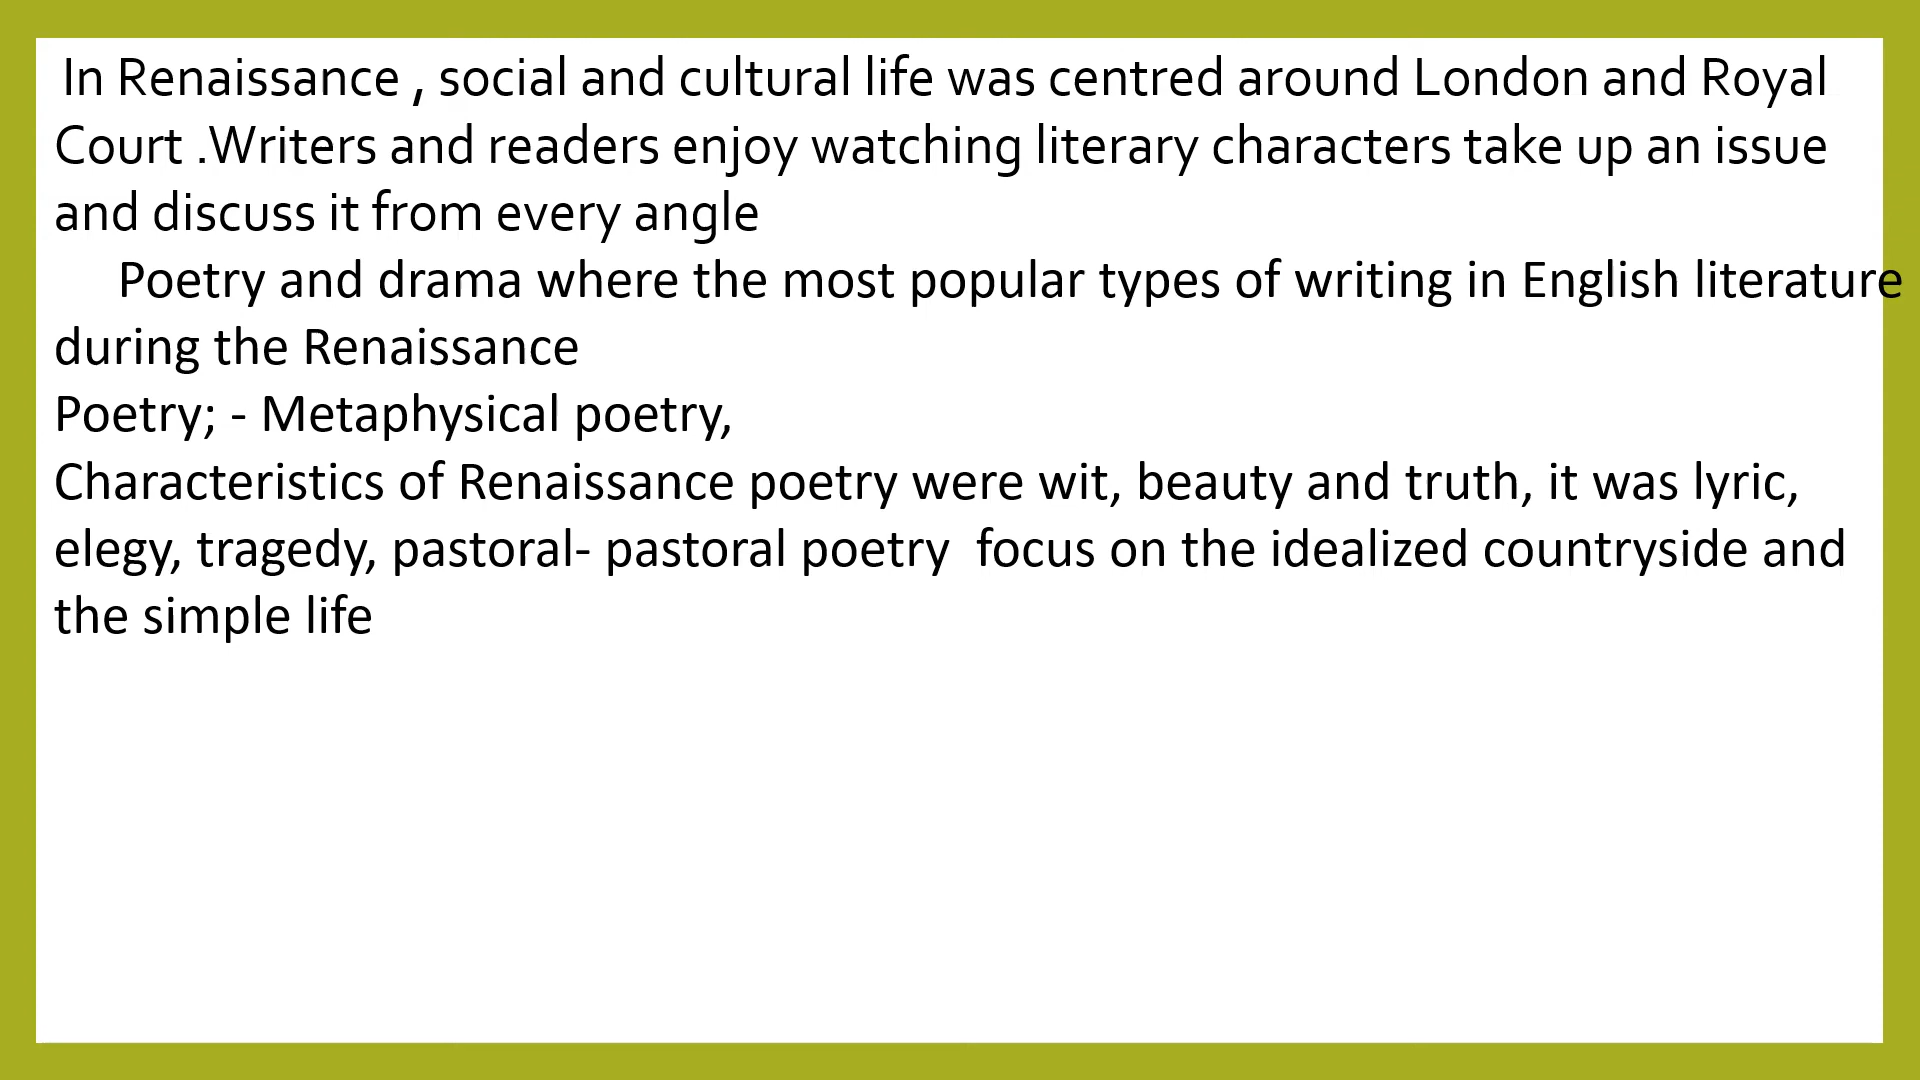 In Renaissance , social and cultural life was centred around London and Royal
Court .Writers and readers enjoy watching literary characters take up an issue
and discuss it from every angle
Poetry and drama where the most popular types of writing in English literature
during the Renaissance
Poetry; - Metaphysical poetry,
Characteristics of Renaissance poetry were wit, beauty and truth, it was lyric,
elegy, tragedy, pastoral- pastoral poetry  focus on the idealized countryside and
the simple life